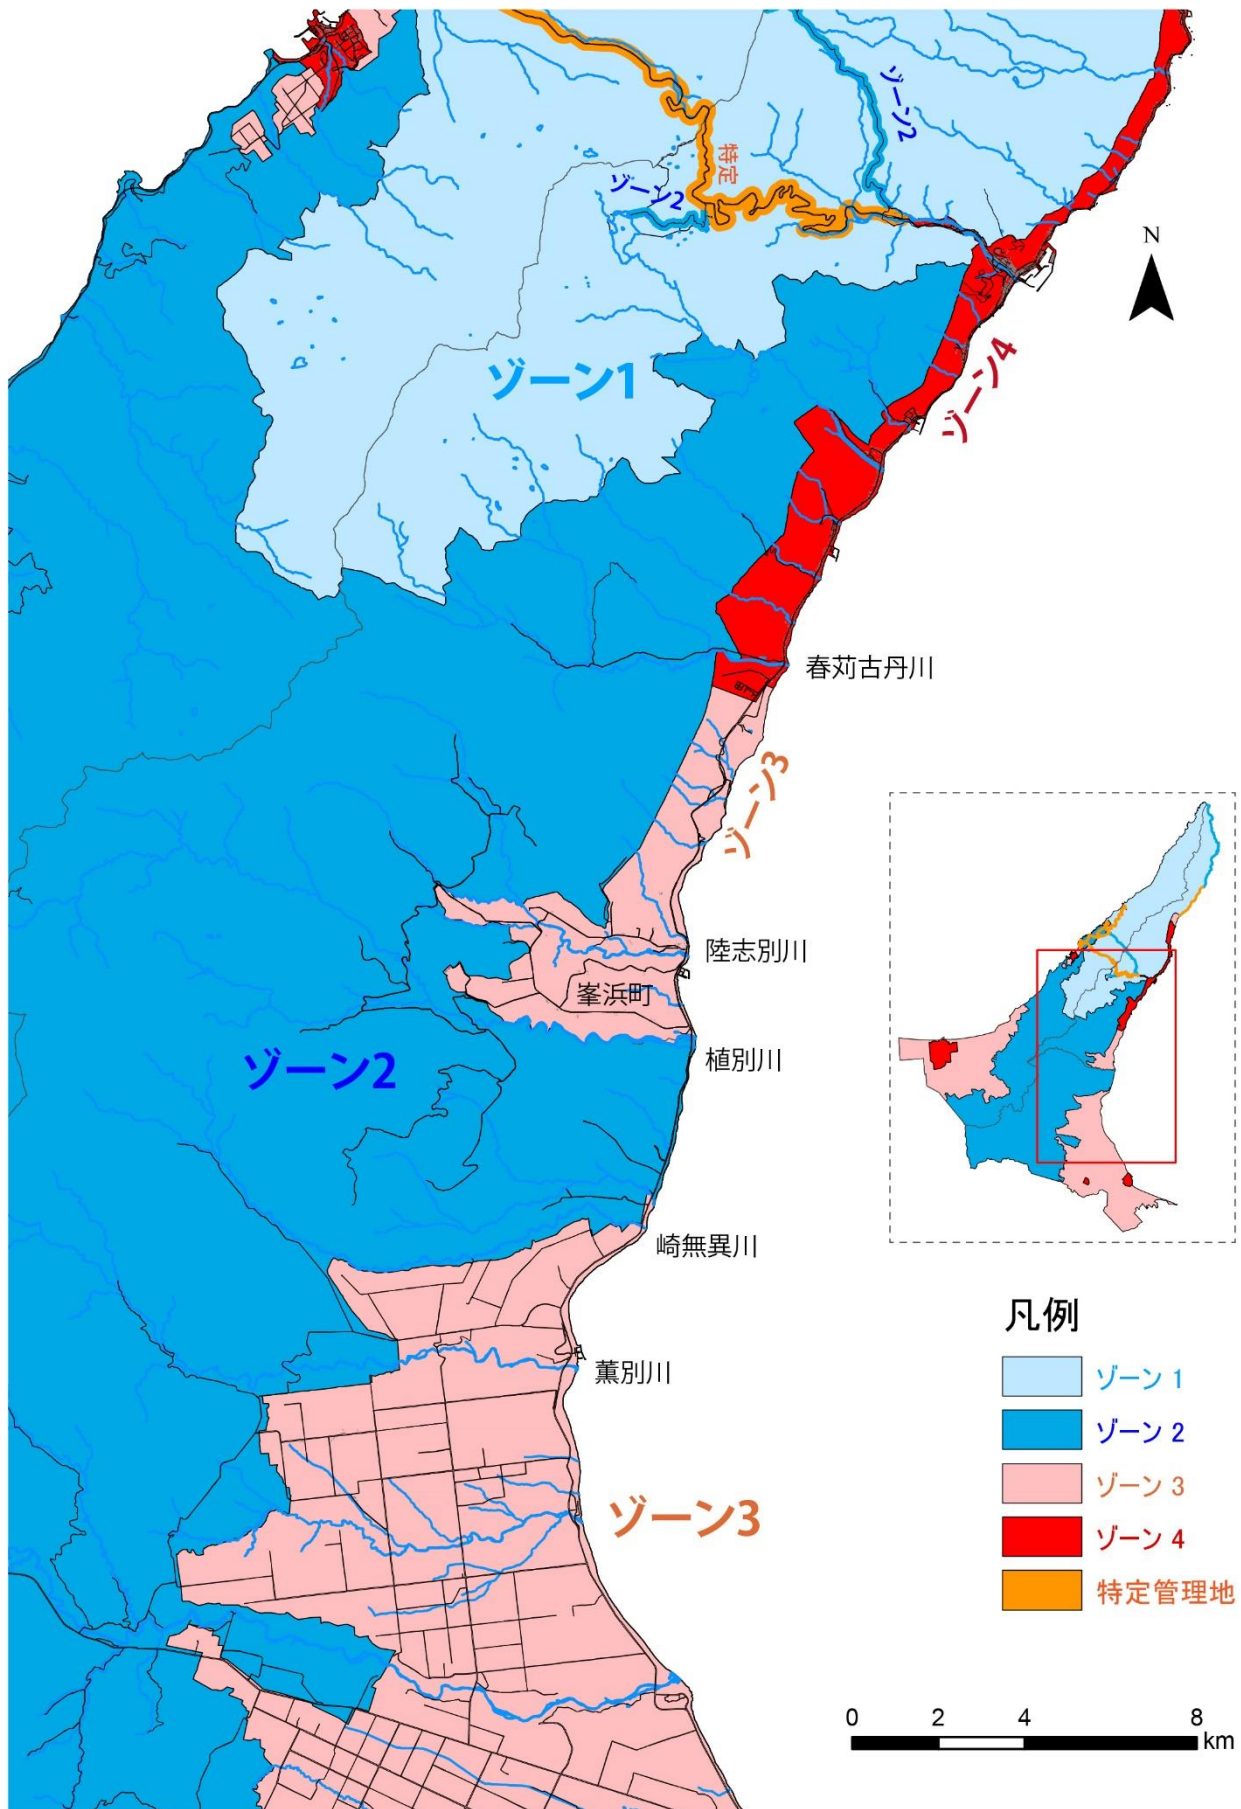 ゾーン2
特定
ゾーン2
N
ゾーン1
ゾーン4
春苅古丹川
ゾーン3
陸志別川
峯浜町
植別川
ゾーン2
崎無異川
薫別川
ゾーン3
凡例
ゾーン 1
ゾーン 2
ゾーン 3
ゾーン 4
特定管理地
0 2 4 8
km